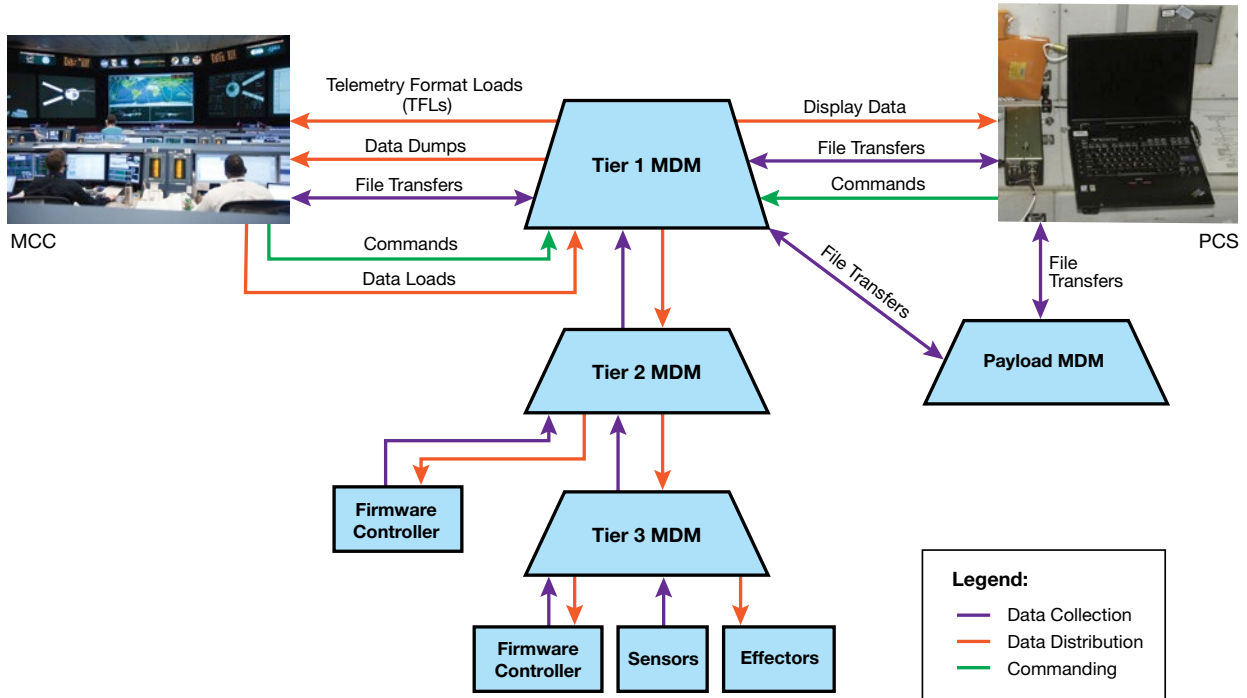 Telemetry Format Loads
(TFLs)
Data Dumps
File Transfers
Commands
Data Loads
MCC
Tier 1 MDM
Display Data
File Transfers
Commands
PCS
File Transfers
File
Transfers
Payload MDM
Tier 2 MDM
Firmware
Controller
Tier 3 MDM
Firmware
Controller
Sensors
Effectors
Legend:
Data Collection
Data Distribution
Commanding